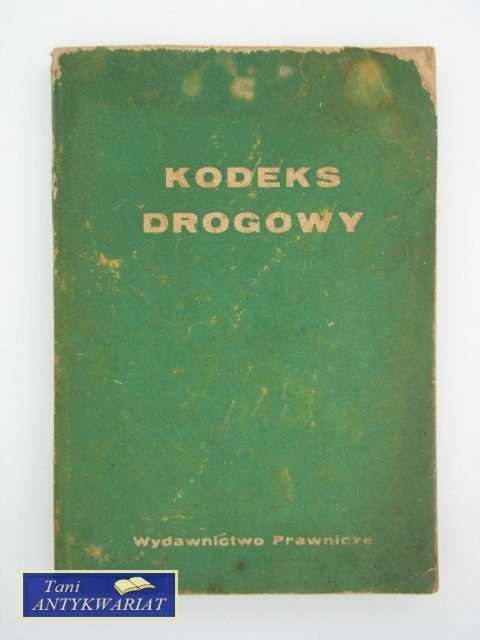 KODEKS
DROGOWY
Wydawnictwo Prawnicze
Tani
ANTYKWARIAT